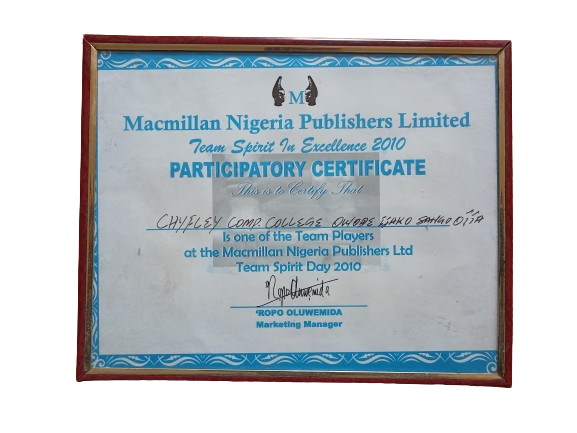 M
Macmillan Nigeria Publishers Limited
Team Spirit In Excellence 2010
PARTICIPATORY CERTIFICATE
This is to Certify That
CHYFLEY COMP. COLLEGE SANGO OTTA
is one of the Team Players
at the Macmillan Nigeria Publishers Ltd
Team Spirit Day 2010
'ROPO OLUWEMIDA
Marketing Manager